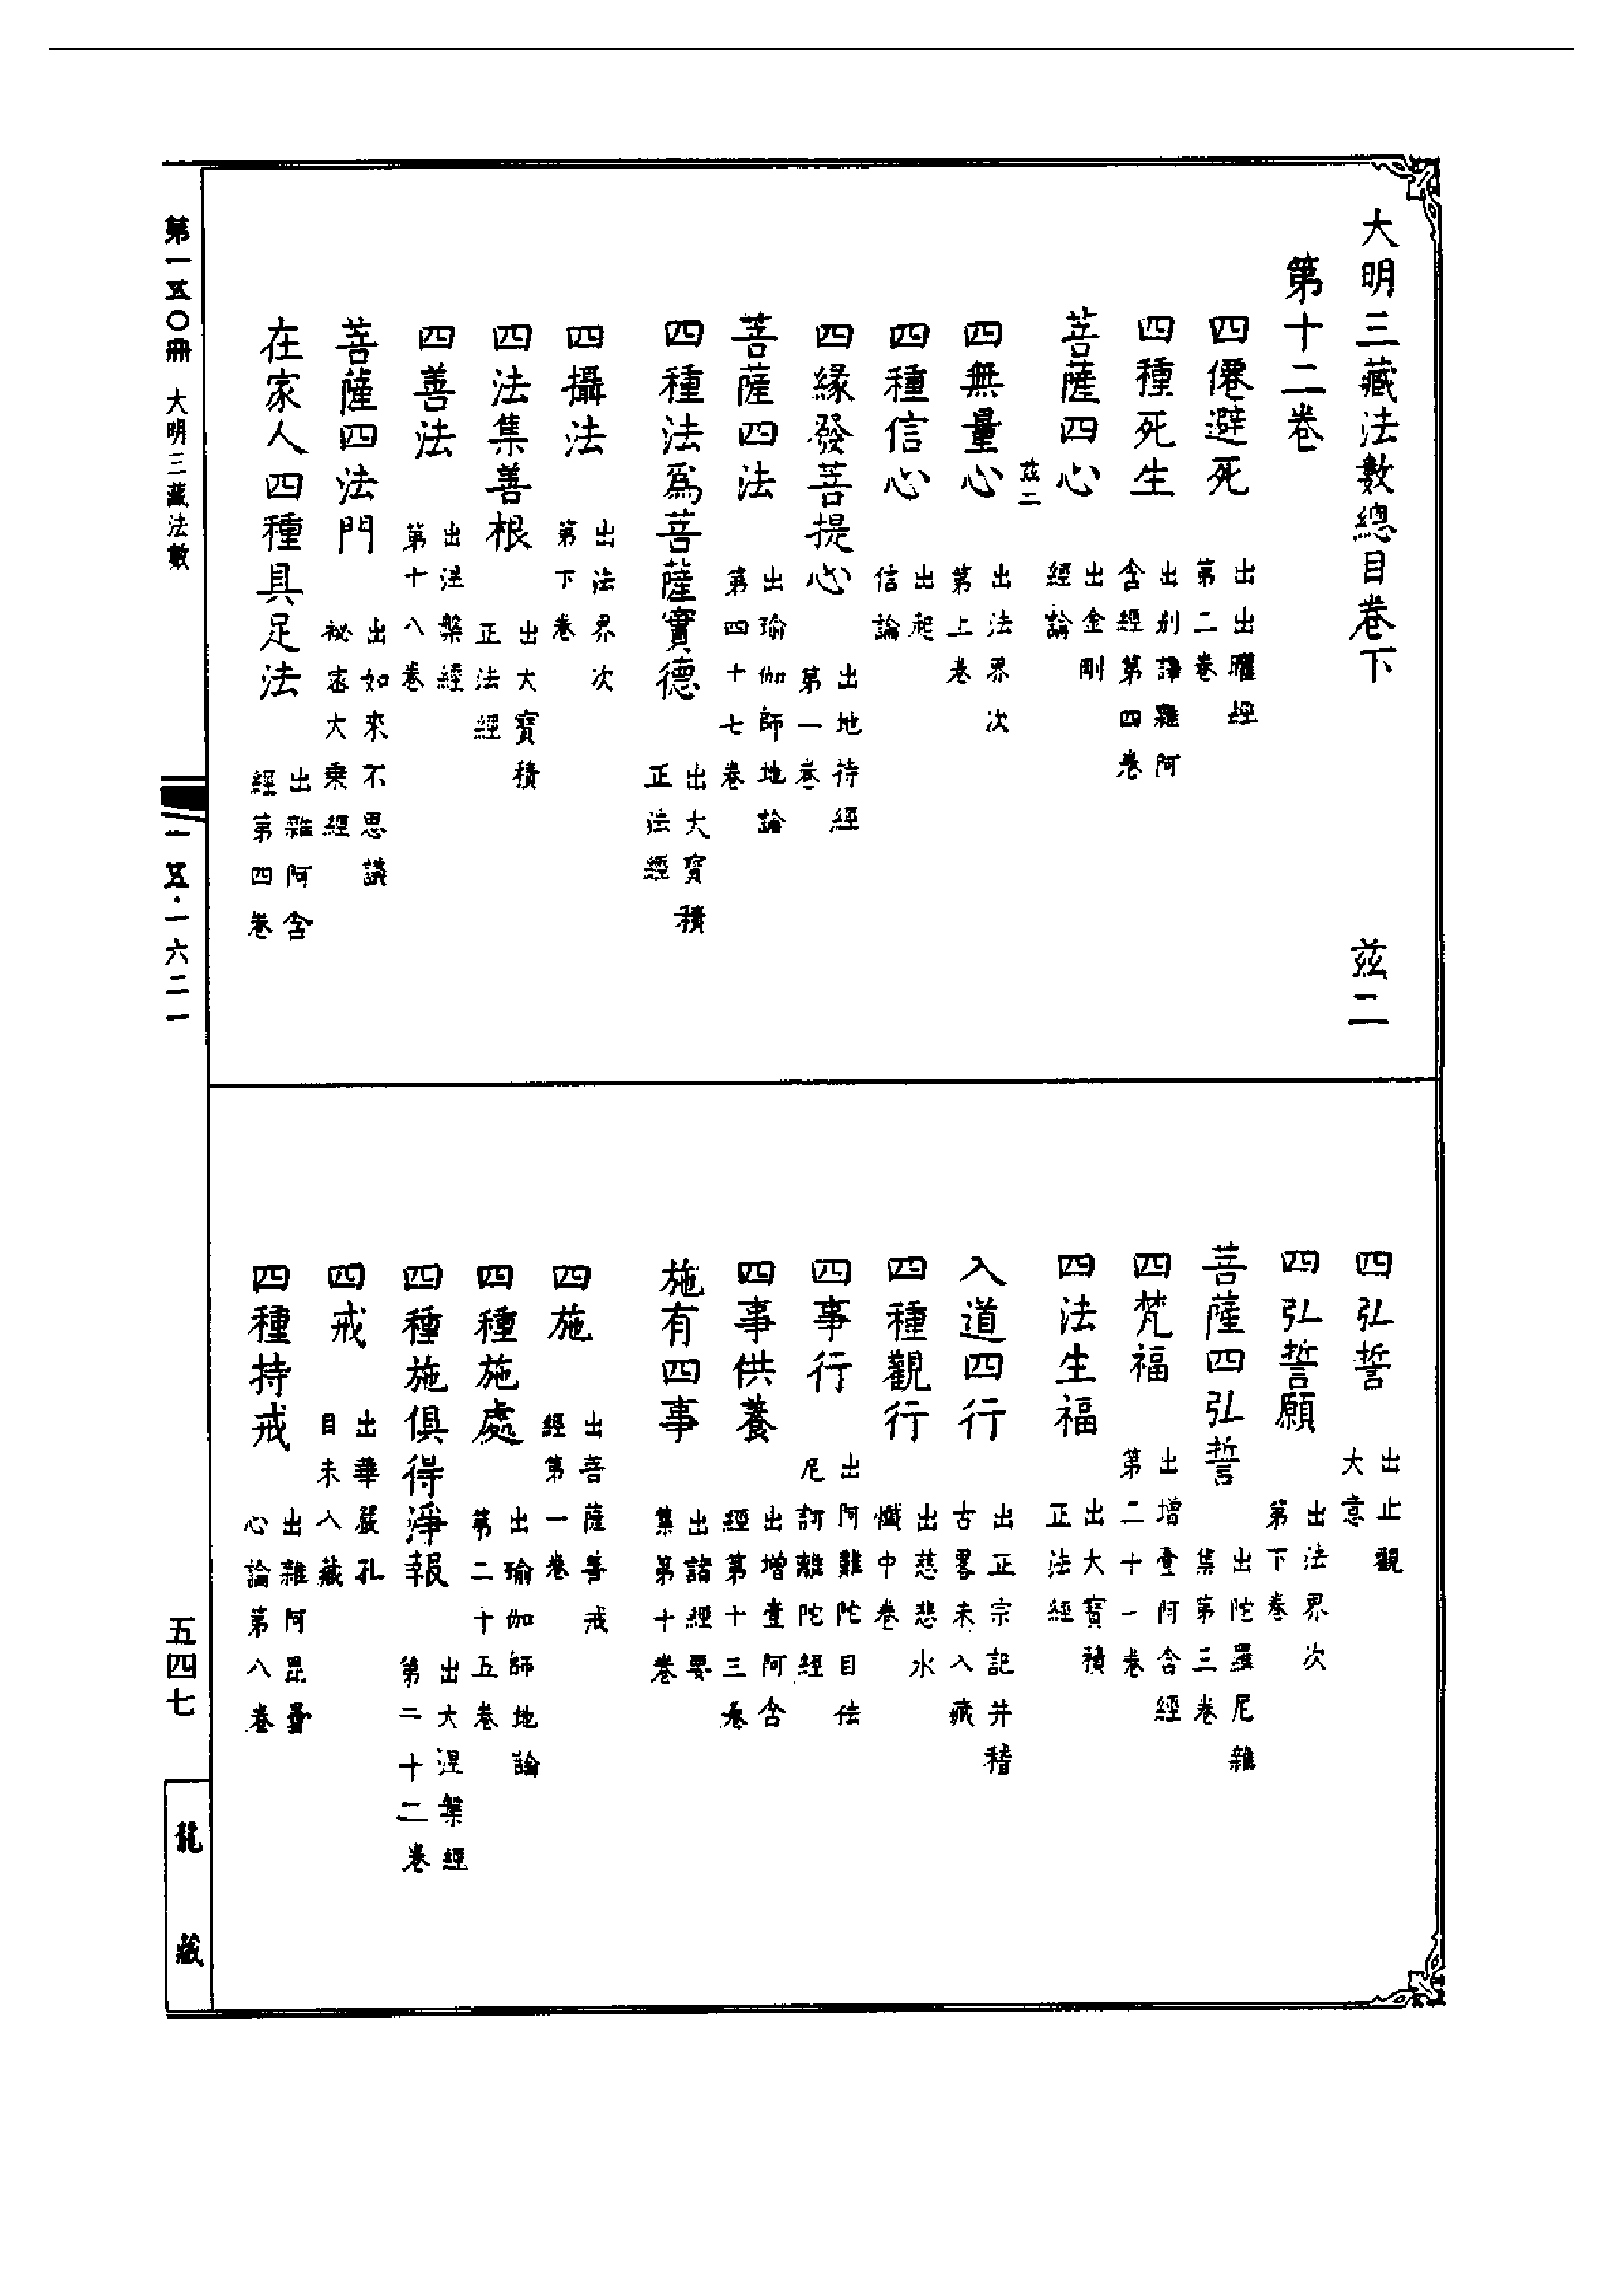 大明三藏法數總目卷下　茲二
第十二卷
四僊避死　出出曜經第二卷
四種死生　出別譯雜阿含經第四卷
菩薩四心　出金剛經論
茲二
四無量心　出法界次第上卷
四種信心　出起信論
四緣發菩提心　出地持經第一卷
菩薩四法　出瑜伽師地論第四十七卷
四種法爲菩薩實德　出大寶積正法經
四攝法　出法界次第下卷
四法集善根　出大寶積正法經
四善法　出涅槃經第十八卷
菩薩四法門　出如來不思議祕密大乘經
在家人四種具足法　出雜阿含經第四卷
四弘誓　出止觀大意
四弘誓願　出法界次第下卷
菩薩四弘誓　出陀羅尼雜集第三卷
四梵福　出增壹阿含經第二十一卷
四法生福　出大寶積正法經
入道四行　出正宗記并稽古畧未入藏
四種觀行　出慈悲水懺中卷
四事行　出阿難陀目佉尼訶離陀經
四事供養　出增壹阿含經第十三卷
施有四事　出諸經要集第十卷
四施　出菩薩善戒經第一卷
四種施處　出瑜伽師地論第二十五卷
四種施俱得淨報　出大涅槃經第二十二卷
四戒　出華嚴孔目未入藏
四種持戒　出雜阿毘曇心論第八卷
第一五〇冊　大明三藏法數
一五·一六二一
五四七
龍藏